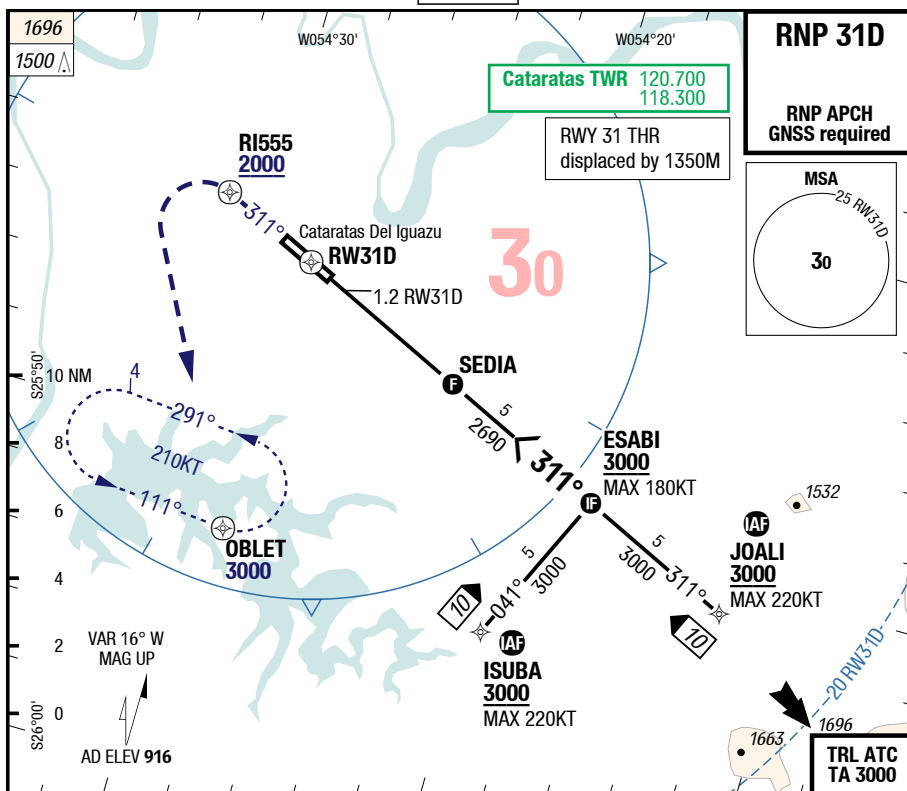 1696
1500
W054°30'
W054°20'
RNP 31D
RNP APCH
GNSS required
Cataratas TWR 120.700
118.300
RWY 31 THR
displaced by 1350M
MSA
25 RW31D
30
RI555
2000
311°
Cataratas Del Iguazu
RW31D
1.2 RW31D
30
SEDIA
F
5
2690
311°
ESABI
3000
MAX 180KT
IF
1532
IAF
JOALI
3000
MAX 220KT
5
3000
311°
10
5
3000
041°
10
IAF
ISUBA
3000
MAX 220KT
S25°50'
10 NM
8
6
4
2
0
S26°00'
4
291°
210KT
111°
OBLET
3000
VAR 16° W
MAG UP
AD ELEV 916
20 RW31D
1696
1663
TRL ATC
TA 3000